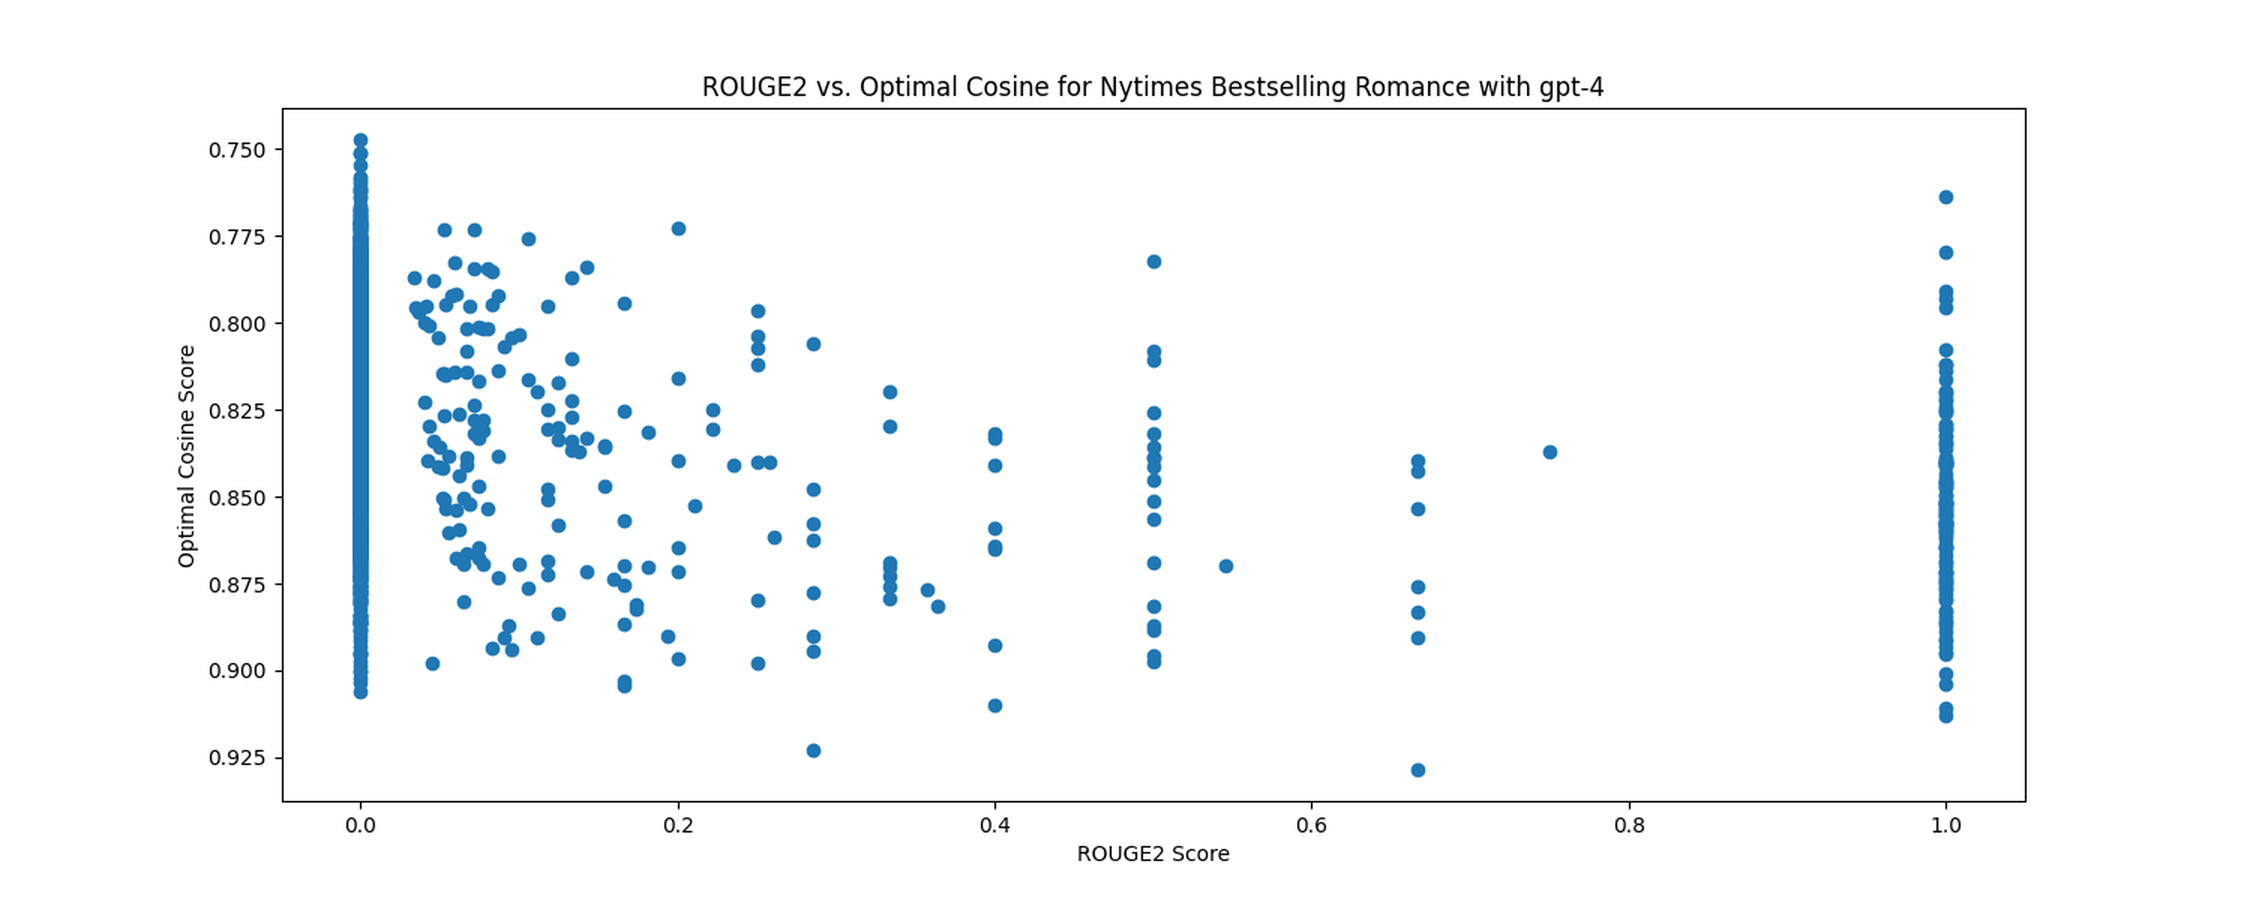 ROUGE2 vs. Optimal Cosine for Nytimes Bestselling Romance with gpt-4
Optimal Cosine Score
0.750
0.775
0.800
0.825
0.850
0.875
0.900
0.925
0.0 0.2 0.4 0.6 0.8 1.0
ROUGE2 Score